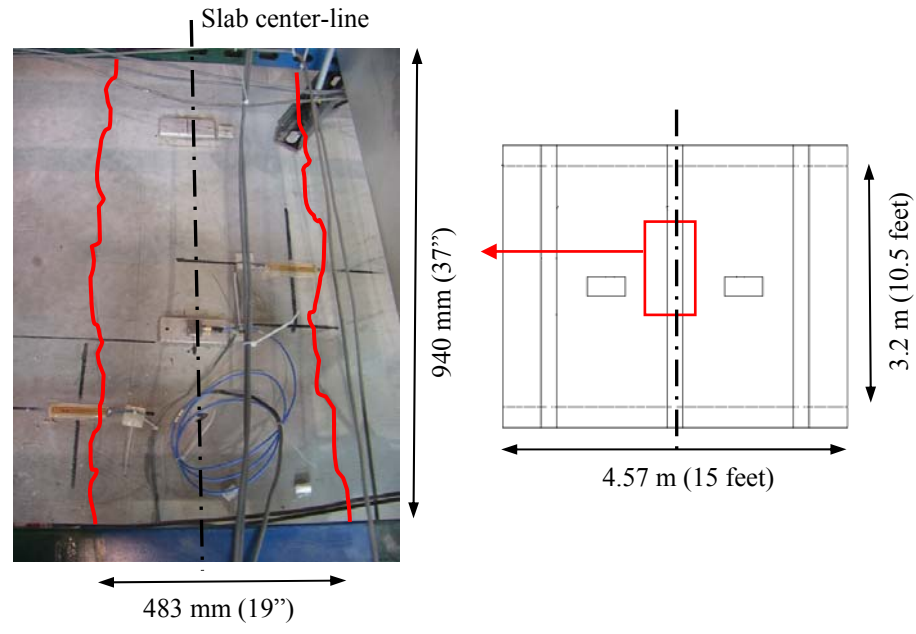 Slab center-line
940 mm (37”)
483 mm (19”)
3.2 m (10.5 feet)
4.57 m (15 feet)